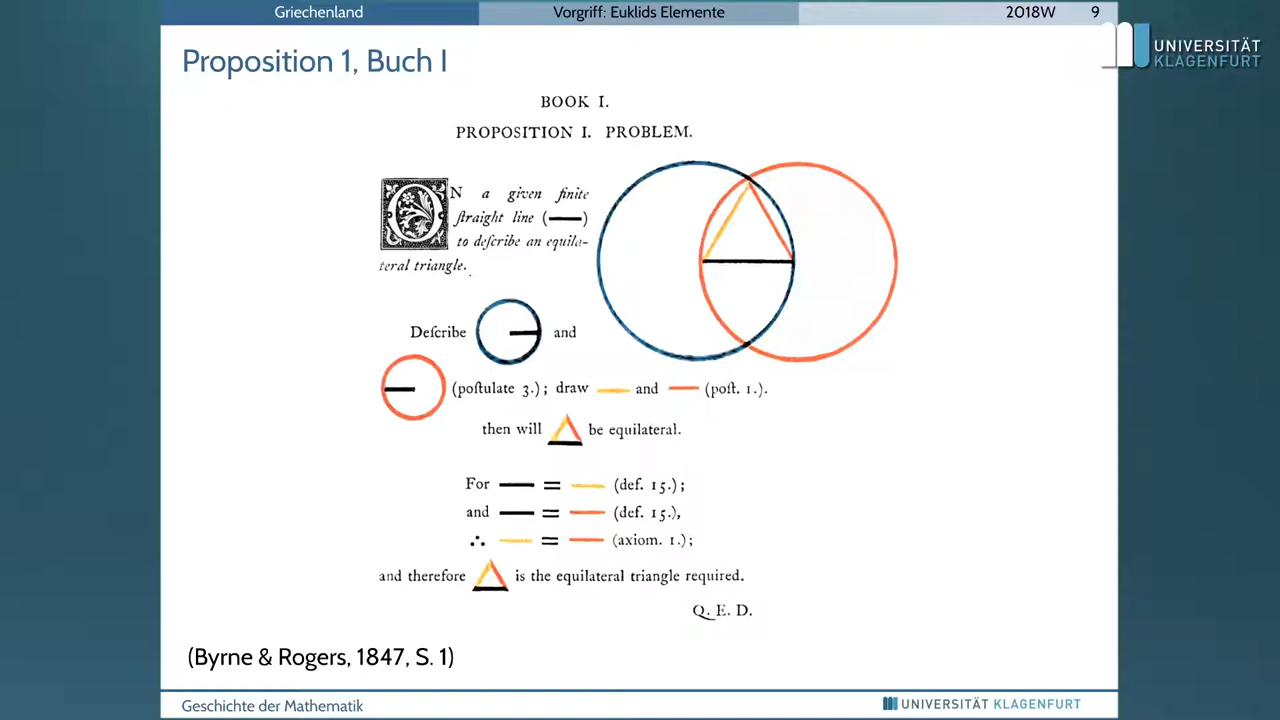 Griechenland Vorgriff: Euklids Elemente 2018W 9
UNIVERSITÄT
KLAGENFURT
Proposition 1, Buch I
BOOK I.
PROPOSITION I. PROBLEM.
ON a given finite
ſtraight line ( )
to deſcribe an equila-
teral triangle.
Deſcribe and
(poſtulate 3.); draw and (poſt. 1.).
then will be equilateral.
For = (def. 15.);
and = (def. 15.),
∴ = (axiom. 1.);
and therefore is the equilateral triangle required.
Q. E. D.
(Byrne & Rogers, 1847, S. 1)
Geschichte der Mathematik UNIVERSITÄT KLAGENFURT